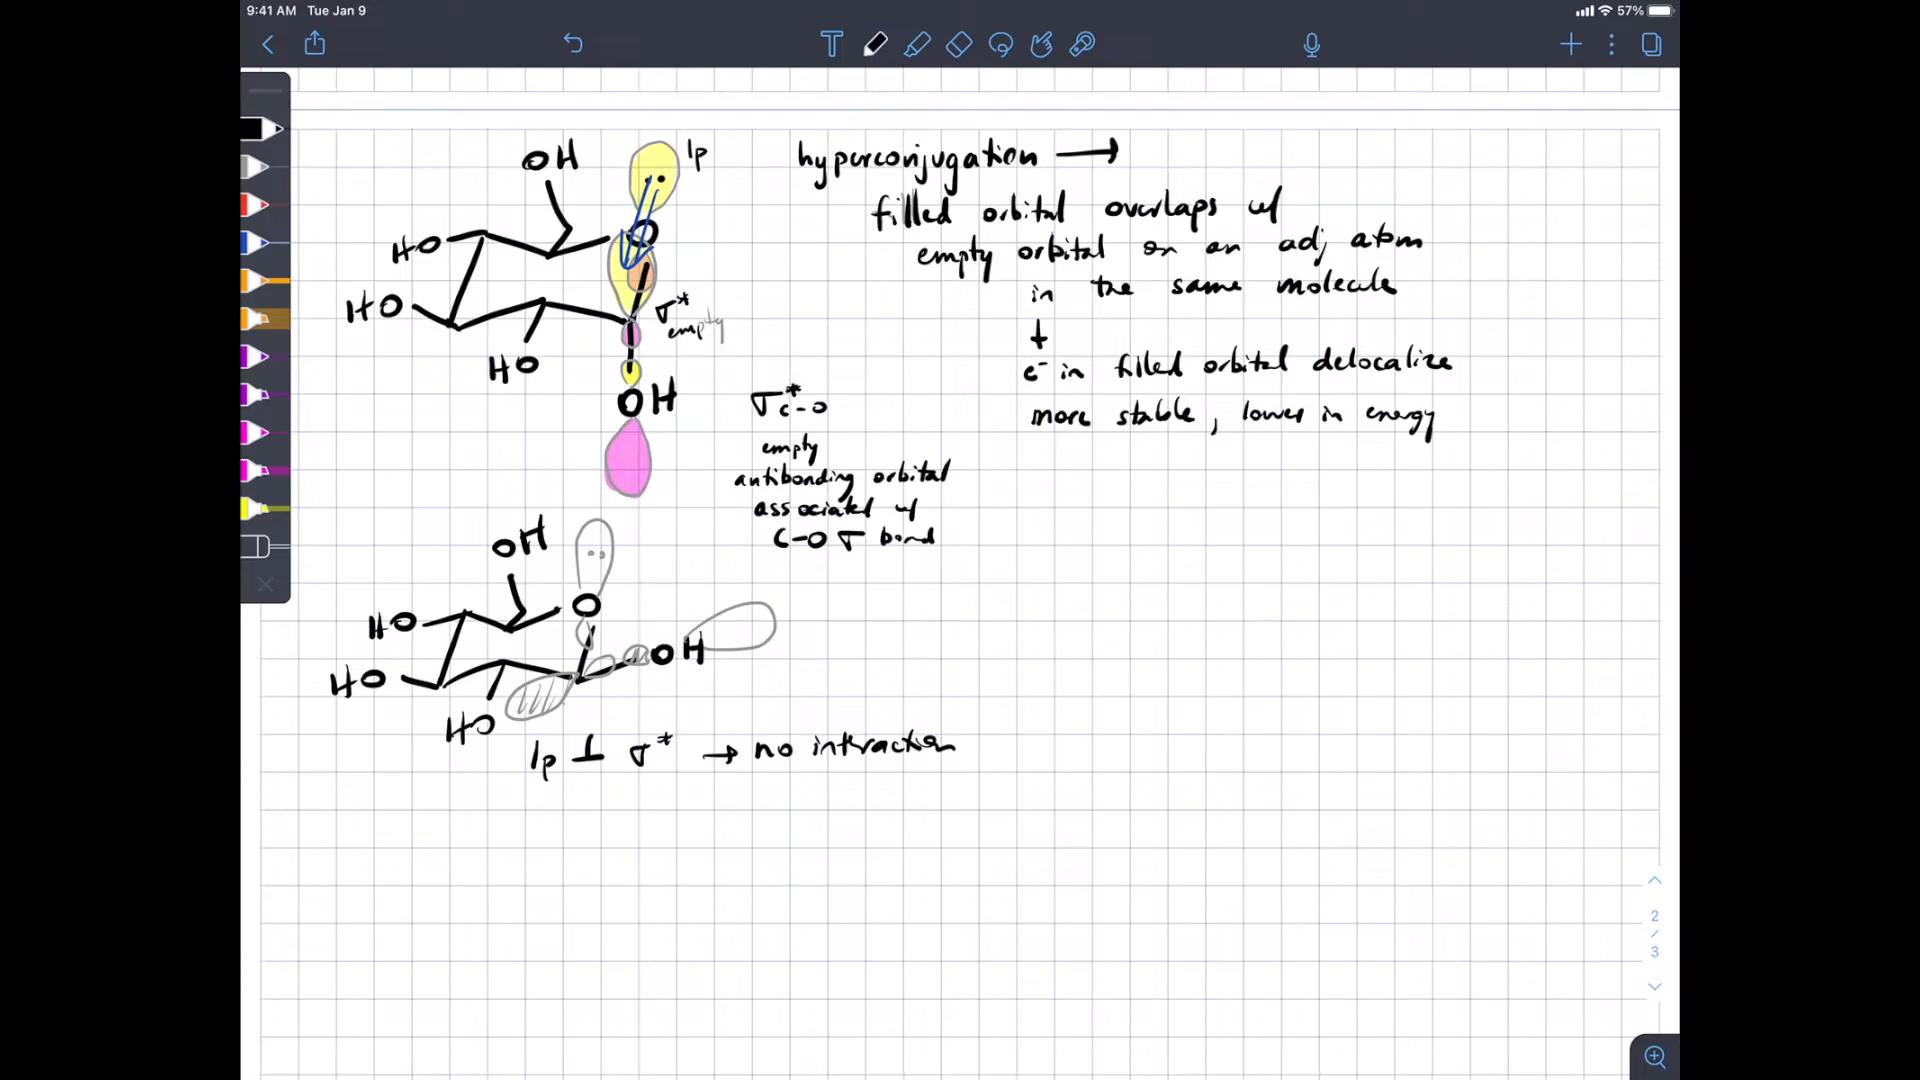 9:41 AM Tue Jan 9
57%
OH
lp
HO
O
HO
HO
σ*
empty
OH
hyperconjugation →
filled orbital overlaps w/
empty orbital on an adj atom
in the same molecule
↓
e⁻ in filled orbital delocalize
more stable, lower in energy
σ*C-O
empty
antibonding orbital
associated w/
C-O σ bond
OH
O
HO
HO
OH
HO
lp ⊥ σ* → no interaction
2
/
3